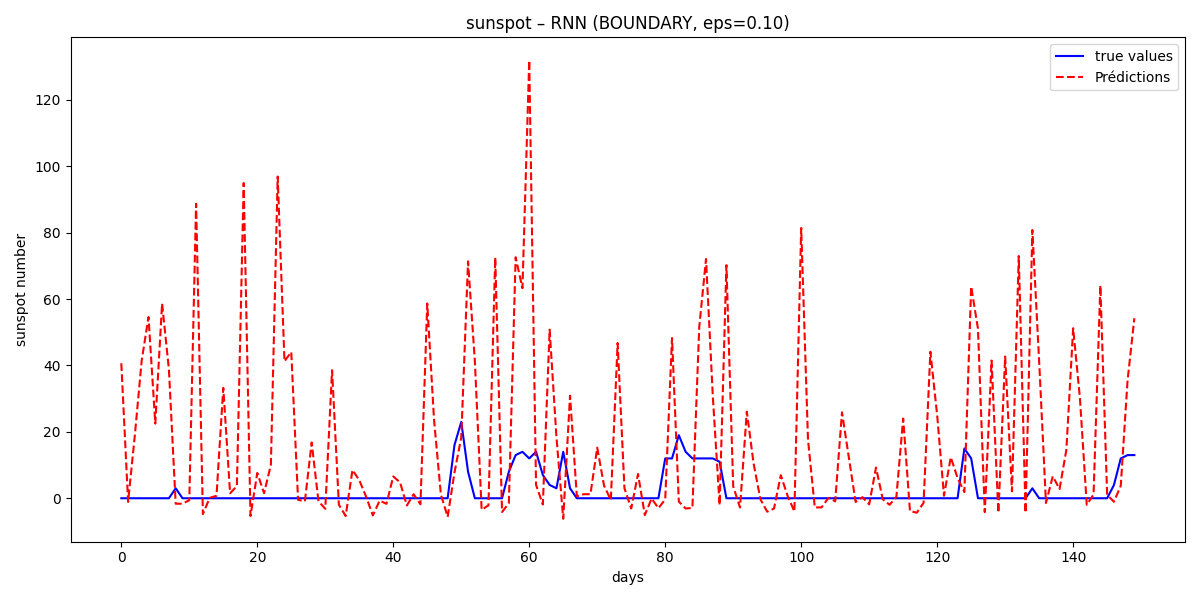 sunspot – RNN (BOUNDARY, eps=0.10)
true values
Prédictions
sunspot number
120
100
80
60
40
20
0
0 20 40 60 80 100 120 140
days